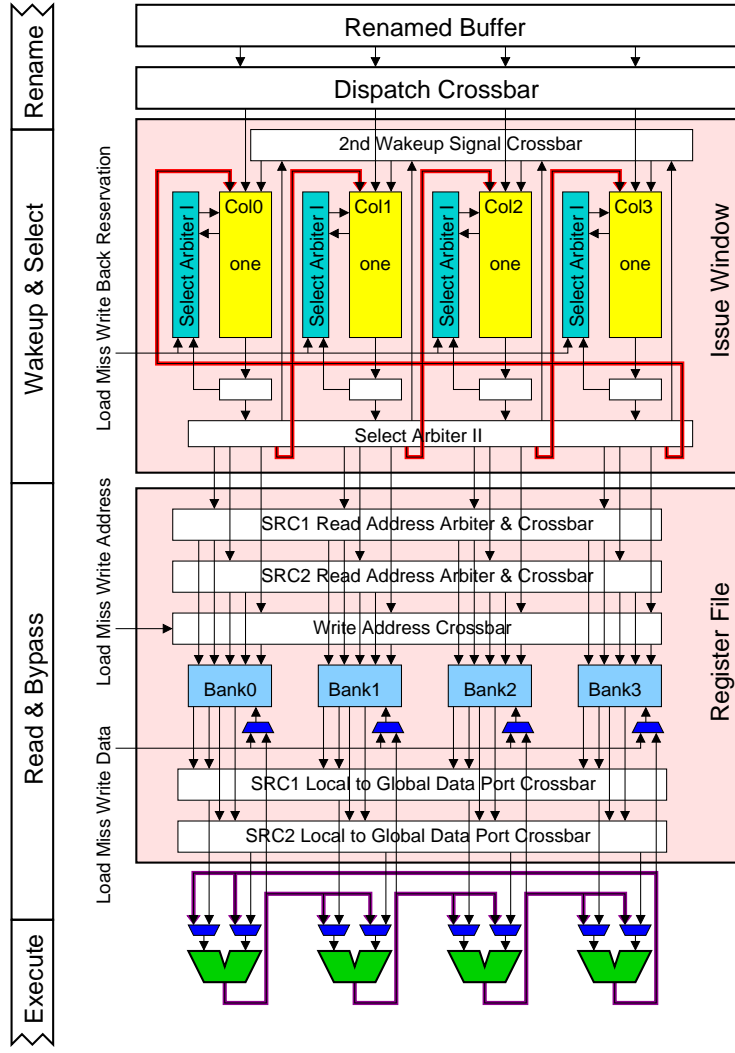 Rename
Renamed Buffer
Dispatch Crossbar
Wakeup & Select
Load Miss Write Back Reservation
Issue Window
2nd Wakeup Signal Crossbar
Select Arbiter I
Col0
one
Select Arbiter I
Col1
one
Select Arbiter I
Col2
one
Select Arbiter I
Col3
one
Select Arbiter II
Read & Bypass
Load Miss Write Address
Register File
SRC1 Read Address Arbiter & Crossbar
SRC2 Read Address Arbiter & Crossbar
Write Address Crossbar
Bank0
Bank1
Bank2
Bank3
Load Miss Write Data
SRC1 Local to Global Data Port Crossbar
SRC2 Local to Global Data Port Crossbar
Execute